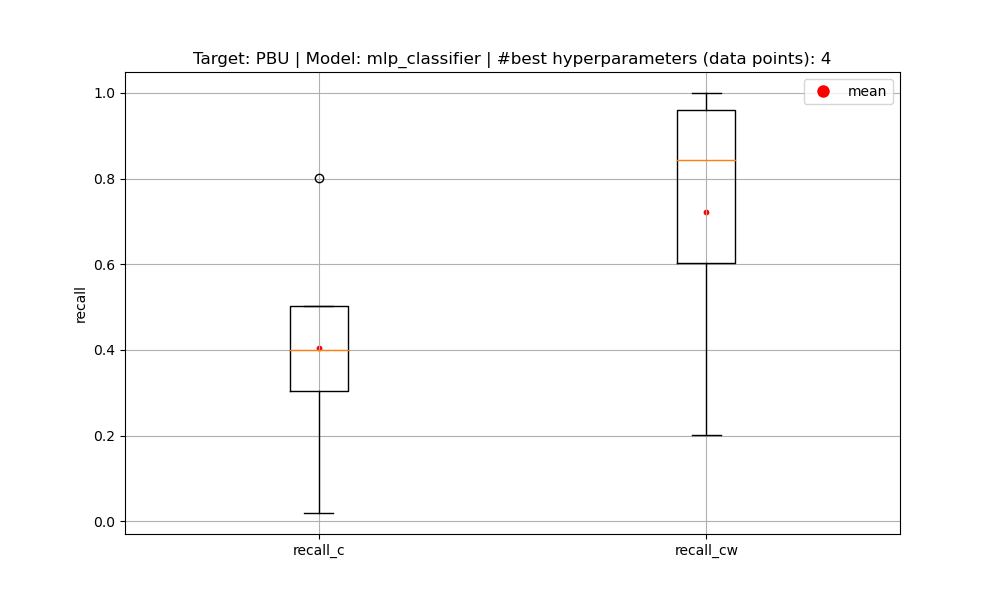 Target: PBU | Model: mlp_classifier | #best hyperparameters (data points): 4
mean
1.0
0.8
0.6
0.4
0.2
0.0
recall
recall_c
recall_cw